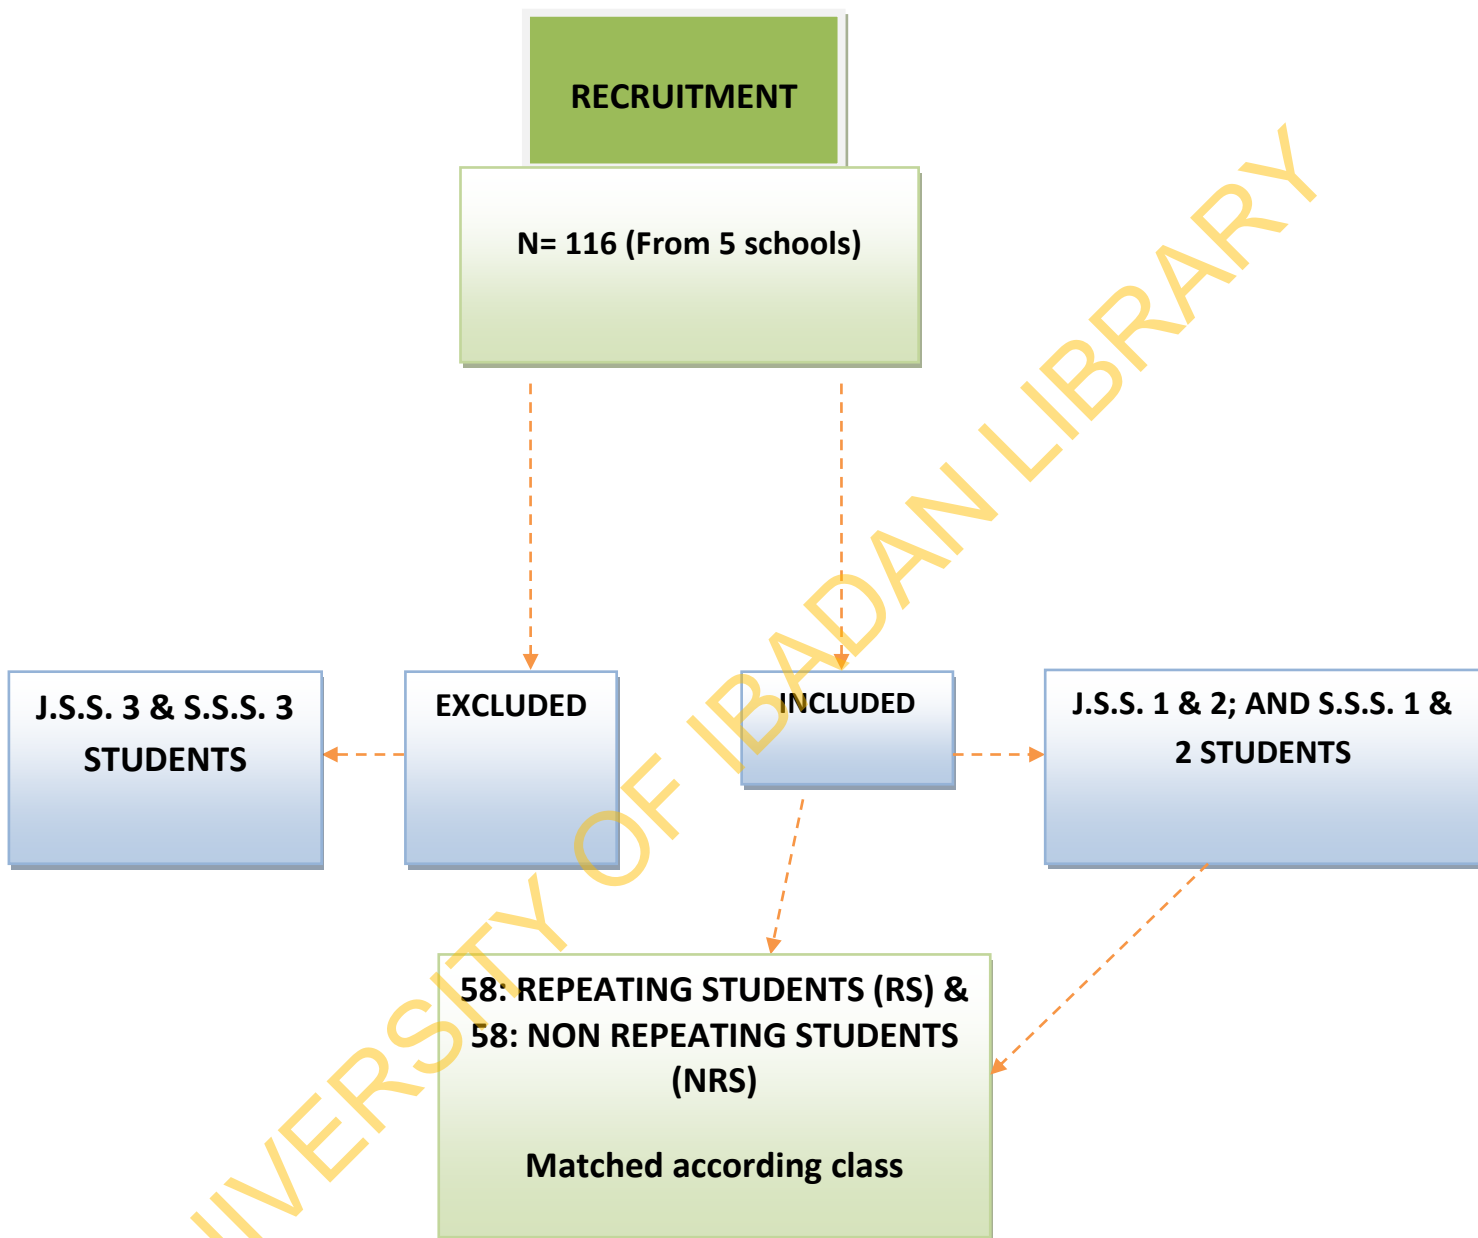 RECRUITMENT
N= 116 (From 5 schools)
J.S.S. 3 & S.S.S. 3
STUDENTS
EXCLUDED
INCLUDED
J.S.S. 1 & 2; AND S.S.S. 1 &
2 STUDENTS
58: REPEATING STUDENTS (RS) &
58: NON REPEATING STUDENTS
(NRS)
Matched according class
IVERSITY OF IBADAN LIBRARY